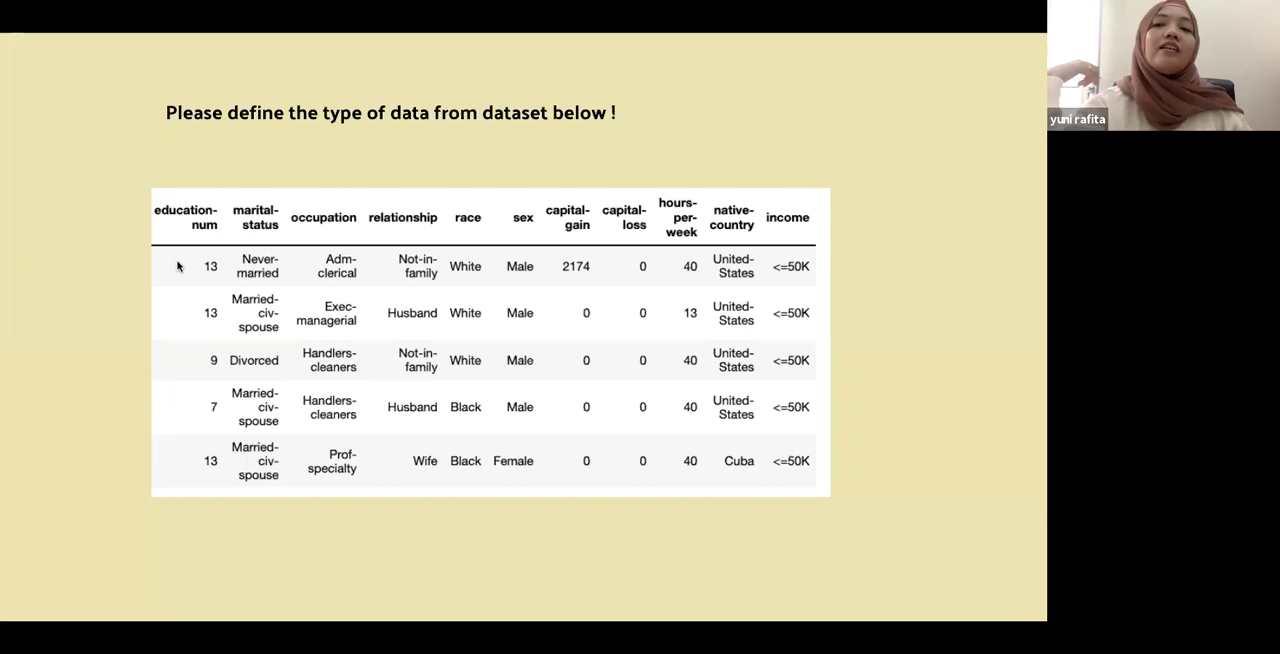 Please define the type of data from dataset below !
yuni rafita
education-num marital-status occupation relationship race sex capital-gain capital-loss hours-per-week native-country income
13 Never-married Adm-clerical Not-in-family White Male 2174 0 40 United-States <=50K
13 Married-civ-spouse Exec-managerial Husband White Male 0 0 13 United-States <=50K
9 Divorced Handlers-cleaners Not-in-family White Male 0 0 40 United-States <=50K
7 Married-civ-spouse Handlers-cleaners Husband Black Male 0 0 40 United-States <=50K
13 Married-civ-spouse Prof-specialty Wife Black Female 0 0 40 Cuba <=50K